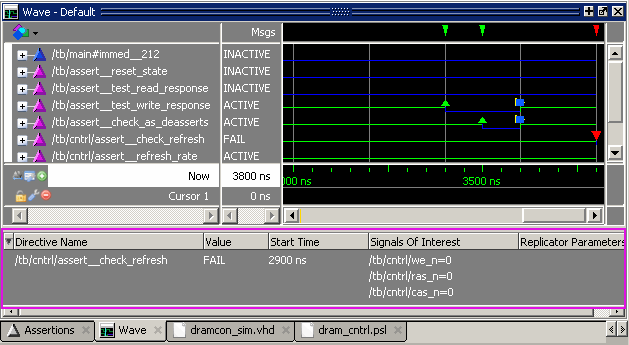 Wave - Default
Msgs
/tb/main#immed__212 INACTIVE
/tb/assert__reset_state INACTIVE
/tb/assert__test_read_response INACTIVE
/tb/assert__test_write_response ACTIVE
/tb/assert__check_as_deasserts ACTIVE
/tb/cntrl/assert__check_refresh FAIL
/tb/cntrl/assert__refresh_rate ACTIVE
Now 3800 ns 000 ns 3500 ns
Cursor 1 0 ns
Directive Name Value Start Time Signals Of Interest Replicator Parameters
/tb/cntrl/assert__check_refresh FAIL 2900 ns /tb/cntrl/we_n=0
/tb/cntrl/ras_n=0
/tb/cntrl/cas_n=0
Assertions Wave dramcon_sim.vhd dram_cntrl.psl